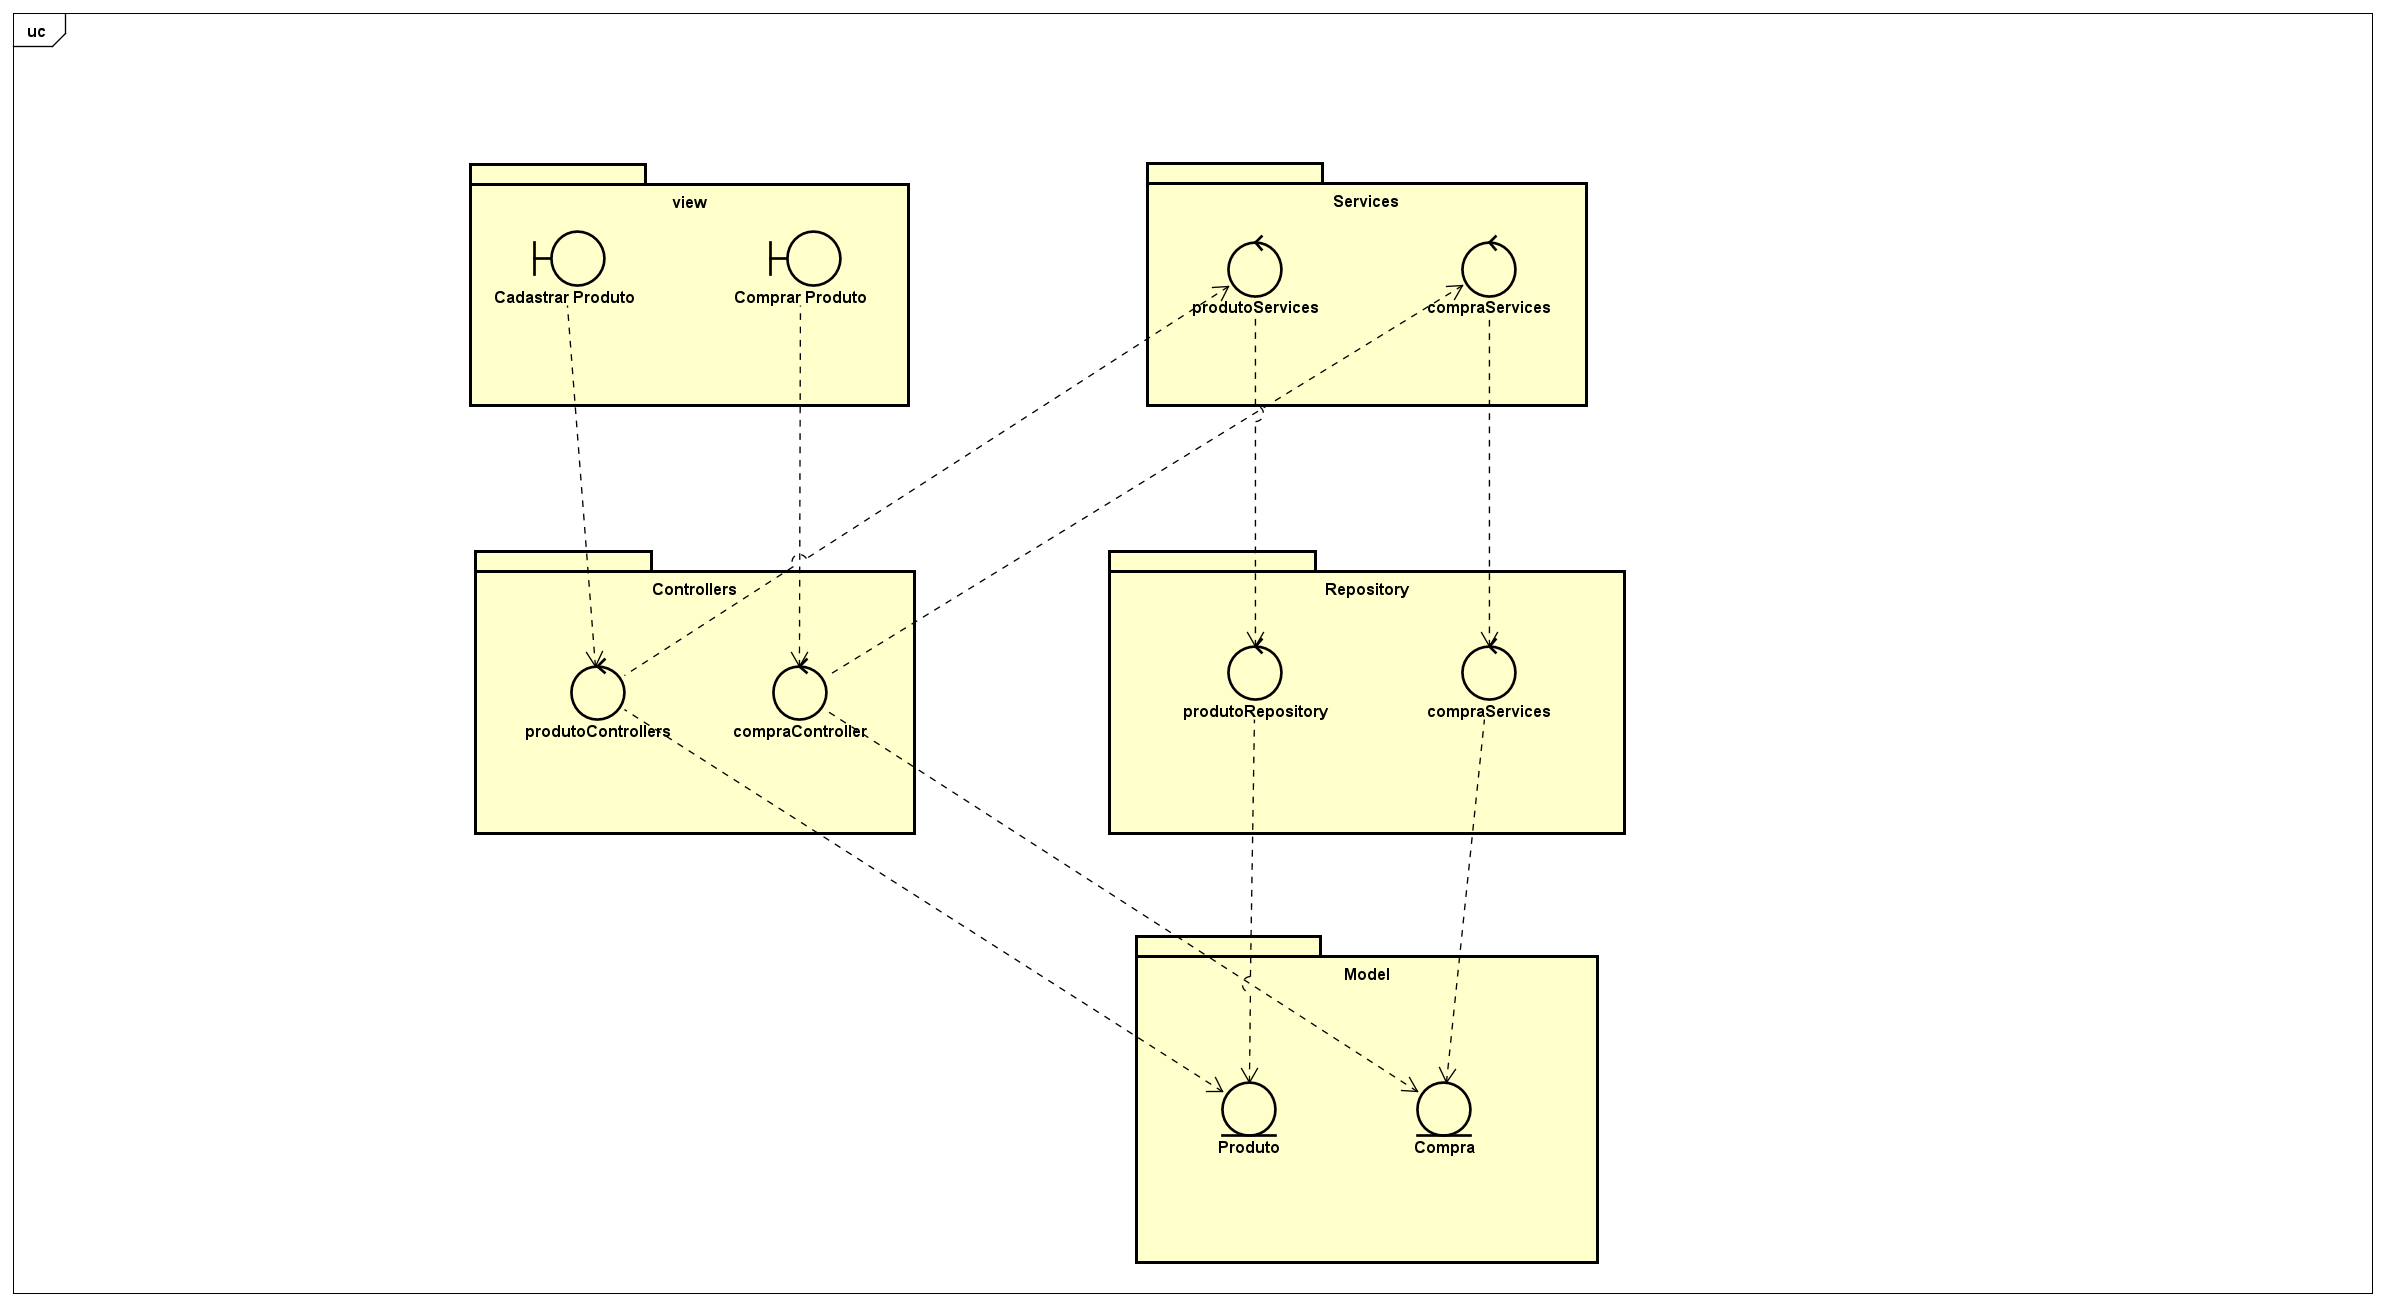 uc
view
Cadastrar Produto
Comprar Produto
Services
produtoServices
compraServices
Controllers
produtoControllers
compraController
Repository
produtoRepository
compraServices
Model
Produto
Compra